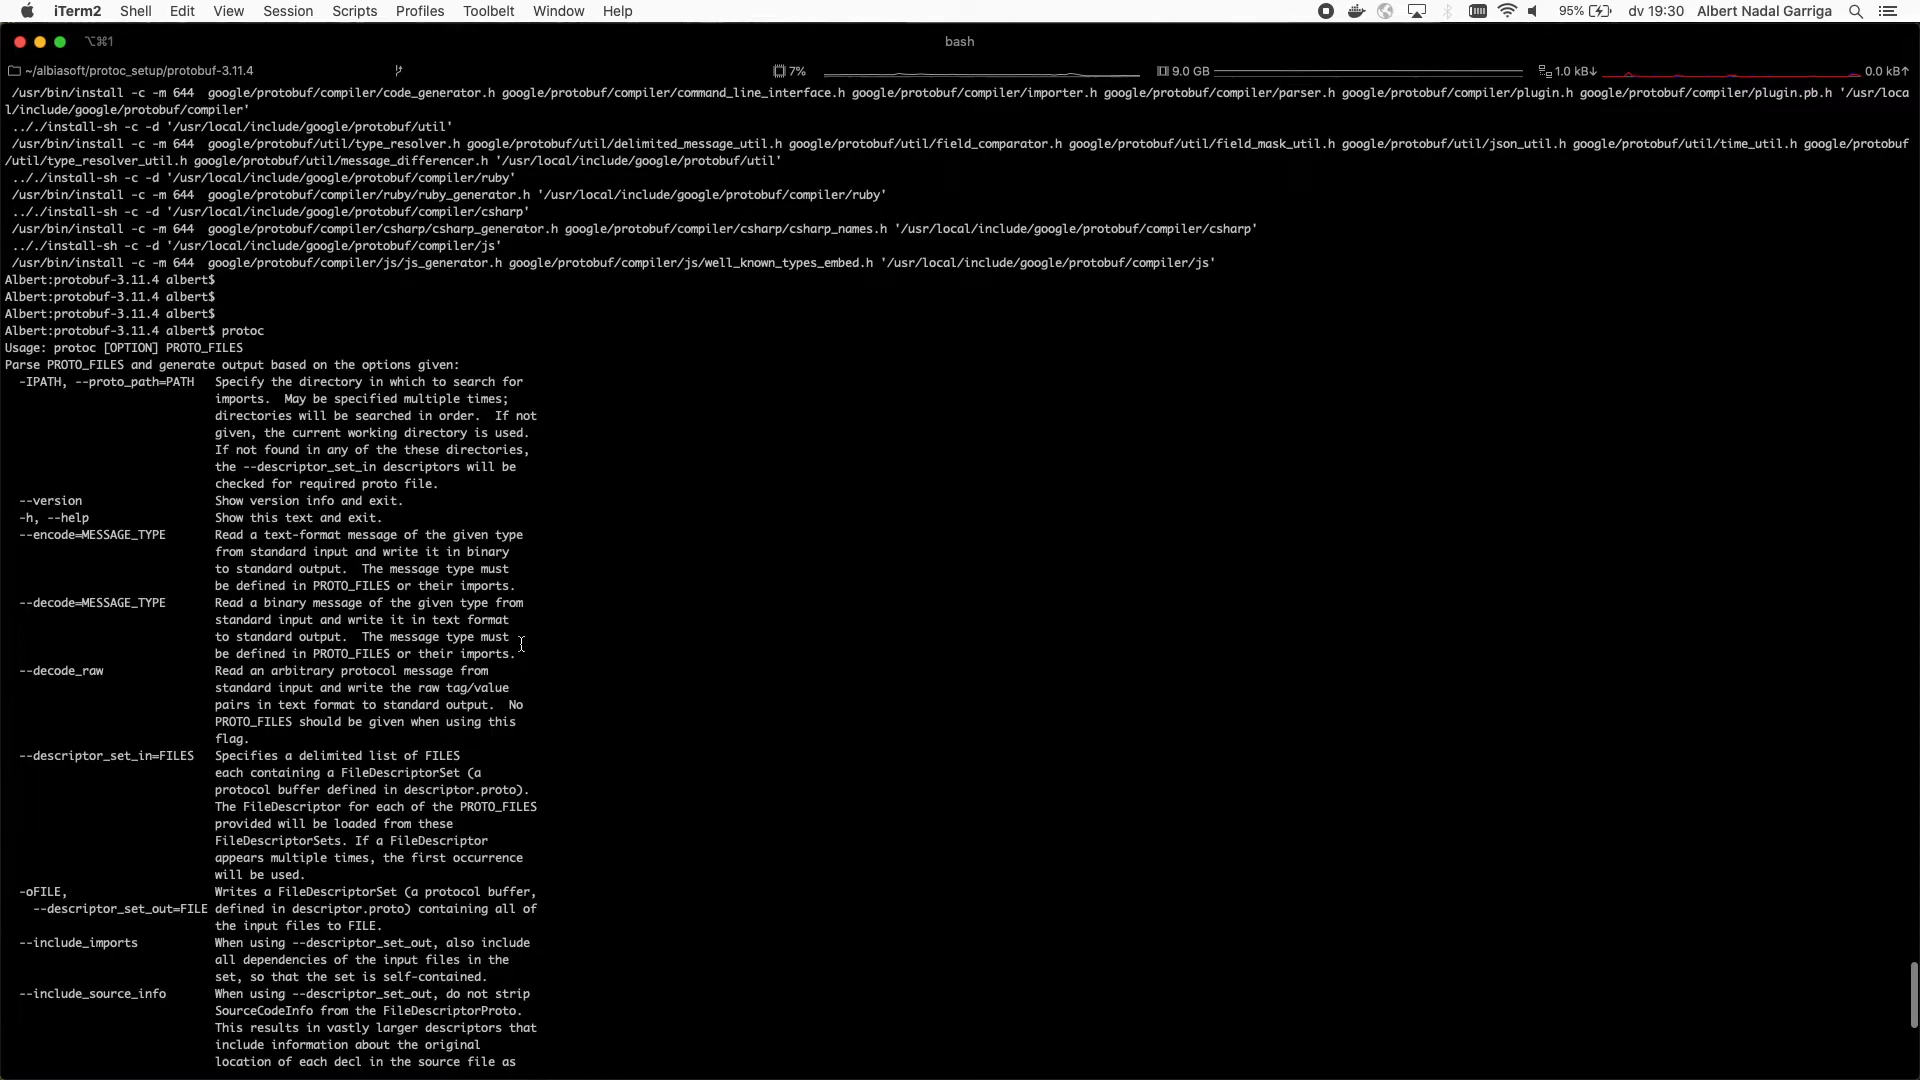 iTerm2 Shell Edit View Session Scripts Profiles Toolbelt Window Help 95% dv 19:30 Albert Nadal Garriga
⌥⌘1 bash
~/albiasoft/protoc_setup/protobuf-3.11.4 7% 9.0 GB 1.0 kB↓ 0.0 kB↑
/usr/bin/install -c -m 644  google/protobuf/compiler/code_generator.h google/protobuf/compiler/command_line_interface.h google/protobuf/compiler/importer.h google/protobuf/compiler/parser.h google/protobuf/compiler/plugin.h google/protobuf/compiler/plugin.pb.h '/usr/loca
l/include/google/protobuf/compiler'
.././install-sh -c -d '/usr/local/include/google/protobuf/util'
/usr/bin/install -c -m 644  google/protobuf/util/type_resolver.h google/protobuf/util/delimited_message_util.h google/protobuf/util/field_comparator.h google/protobuf/util/field_mask_util.h google/protobuf/util/json_util.h google/protobuf/util/time_util.h google/protobuf
/util/type_resolver_util.h google/protobuf/util/message_differencer.h '/usr/local/include/google/protobuf/util'
.././install-sh -c -d '/usr/local/include/google/protobuf/compiler/ruby'
/usr/bin/install -c -m 644  google/protobuf/compiler/ruby/ruby_generator.h '/usr/local/include/google/protobuf/compiler/ruby'
.././install-sh -c -d '/usr/local/include/google/protobuf/compiler/csharp'
/usr/bin/install -c -m 644  google/protobuf/compiler/csharp/csharp_generator.h google/protobuf/compiler/csharp/csharp_names.h '/usr/local/include/google/protobuf/compiler/csharp'
.././install-sh -c -d '/usr/local/include/google/protobuf/compiler/js'
/usr/bin/install -c -m 644  google/protobuf/compiler/js/js_generator.h google/protobuf/compiler/js/well_known_types_embed.h '/usr/local/include/google/protobuf/compiler/js'
Albert:protobuf-3.11.4 albert$
Albert:protobuf-3.11.4 albert$
Albert:protobuf-3.11.4 albert$
Albert:protobuf-3.11.4 albert$ protoc
Usage: protoc [OPTION] PROTO_FILES
Parse PROTO_FILES and generate output based on the options given:
-IPATH, --proto_path=PATH   Specify the directory in which to search for
imports.  May be specified multiple times;
directories will be searched in order.  If not
given, the current working directory is used.
If not found in any of the these directories,
the --descriptor_set_in descriptors will be
checked for required proto file.
--version                   Show version info and exit.
-h, --help                  Show this text and exit.
--encode=MESSAGE_TYPE       Read a text-format message of the given type
from standard input and write it in binary
to standard output.  The message type must
be defined in PROTO_FILES or their imports.
--decode=MESSAGE_TYPE       Read a binary message of the given type from
standard input and write it in text format
to standard output.  The message type must
be defined in PROTO_FILES or their imports.
--decode_raw                Read an arbitrary protocol message from
standard input and write the raw tag/value
pairs in text format to standard output.  No
PROTO_FILES should be given when using this
flag.
--descriptor_set_in=FILES   Specifies a delimited list of FILES
each containing a FileDescriptorSet (a
protocol buffer defined in descriptor.proto).
The FileDescriptor for each of the PROTO_FILES
provided will be loaded from these
FileDescriptorSets. If a FileDescriptor
appears multiple times, the first occurrence
will be used.
-oFILE,                     Writes a FileDescriptorSet (a protocol buffer,
--descriptor_set_out=FILE defined in descriptor.proto) containing all of
the input files to FILE.
--include_imports           When using --descriptor_set_out, also include
all dependencies of the input files in the
set, so that the set is self-contained.
--include_source_info       When using --descriptor_set_out, do not strip
SourceCodeInfo from the FileDescriptorProto.
This results in vastly larger descriptors that
include information about the original
location of each decl in the source file as